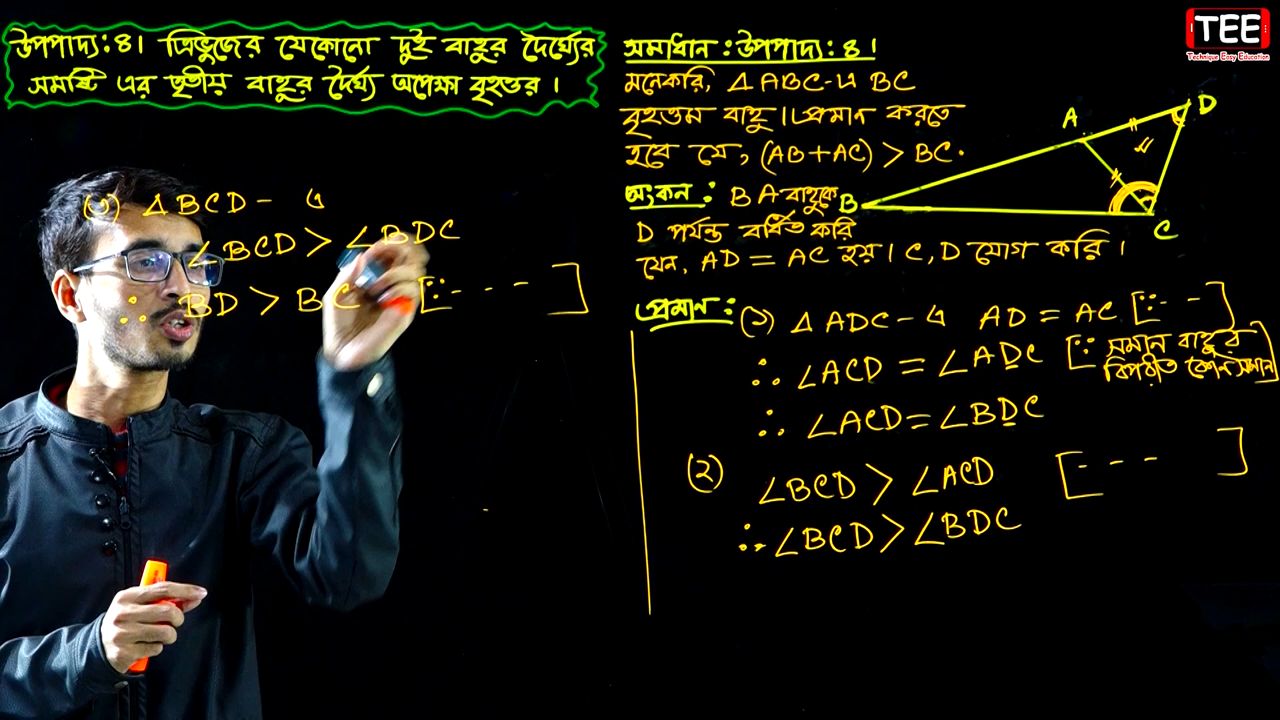 উপপাদ্য: ৪। ত্রিভুজের যেকোনো দুই বাহুর দৈর্ঘ্যের
সমষ্টি এর তৃতীয় বাহুর দৈর্ঘ্য অপেক্ষা বৃহত্তর।
(৩) △BCD - এ
∠BCD > ∠BDC
∴ BD > BC [∵ - - - ]
TEE
Technique Easy Education
সমাধান : উপপাদ্য: ৪।
মনেকরি, △ABC-এ BC
বৃহত্তম বাহু। প্রমান করতে
হবে যে, (AB+AC) > BC.
অংকন : BA বাহুকে
D পর্যন্ত বর্ধিত করি
যেন, AD = AC হয়। C, D যোগ করি।
A
D
B
C
প্রমান :
(১) △ADC - এ AD = AC [∵ - - ]
∴ ∠ACD = ∠ADC [∵ সমান বাহুর
বিপরীত কোন সমান]
∴ ∠ACD = ∠BDC
(২) ∠BCD > ∠ACD [- - - ]
∴ ∠BCD > ∠BDC